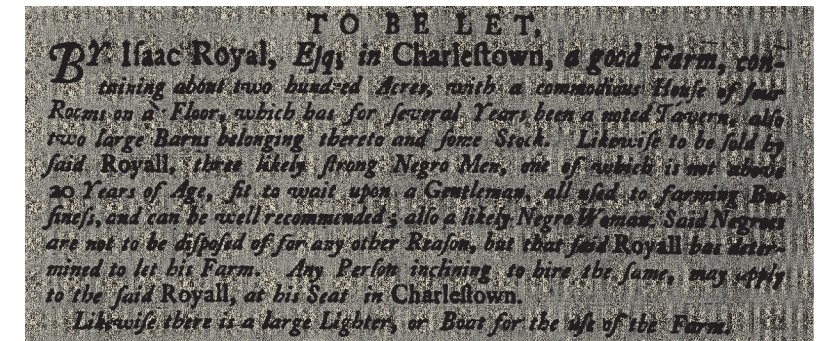 TO BE LET,
BY Iſaac Royal, Eſq; in Charleſtown, a good Farm, con-
taining about two hundred Acres, with a commodious Houſe of four
Rooms on a Floor, which has for ſeveral Years been a noted Tavern, alſo
two large Barns belonging thereto and ſome Stock. Likewiſe to be ſold by
ſaid Royall, three likely ſtrong Negro Men, one of which is not above
20 Years of Age, fit to wait upon a Gentleman, all uſed to farming Bu-
ſineſs, and can be well recommended; alſo a likely Negro Woman. Said Negroes
are not to be diſpoſed of for any other Reaſon, but that ſaid Royall has deter-
mined to let his Farm. Any Perſon inclining to hire the ſame, may apply
to the ſaid Royall, at his Seat in Charleſtown.
Likewiſe there is a large Lighter, or Boat for the uſe of the Farm.